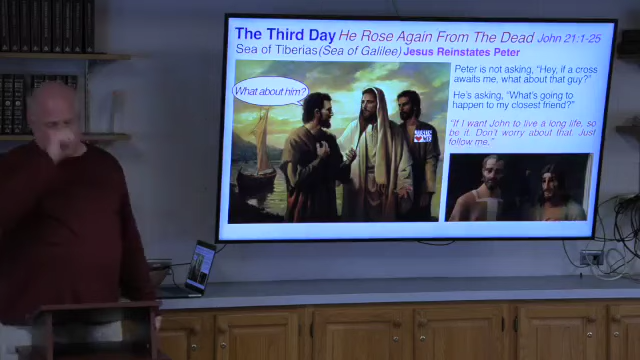 The Third Day He Rose Again From The Dead John 21:1-25
Sea of Tiberias (Sea of Galilee) Jesus Reinstates Peter
What about him?
Peter is not asking, “Hey, if a cross
awaits me, what about that guy?”
He's asking, “What's going to
happen to my closest friend?”
“If I want John to live a long life, so
be it. Don't worry about that. Just
follow me.”